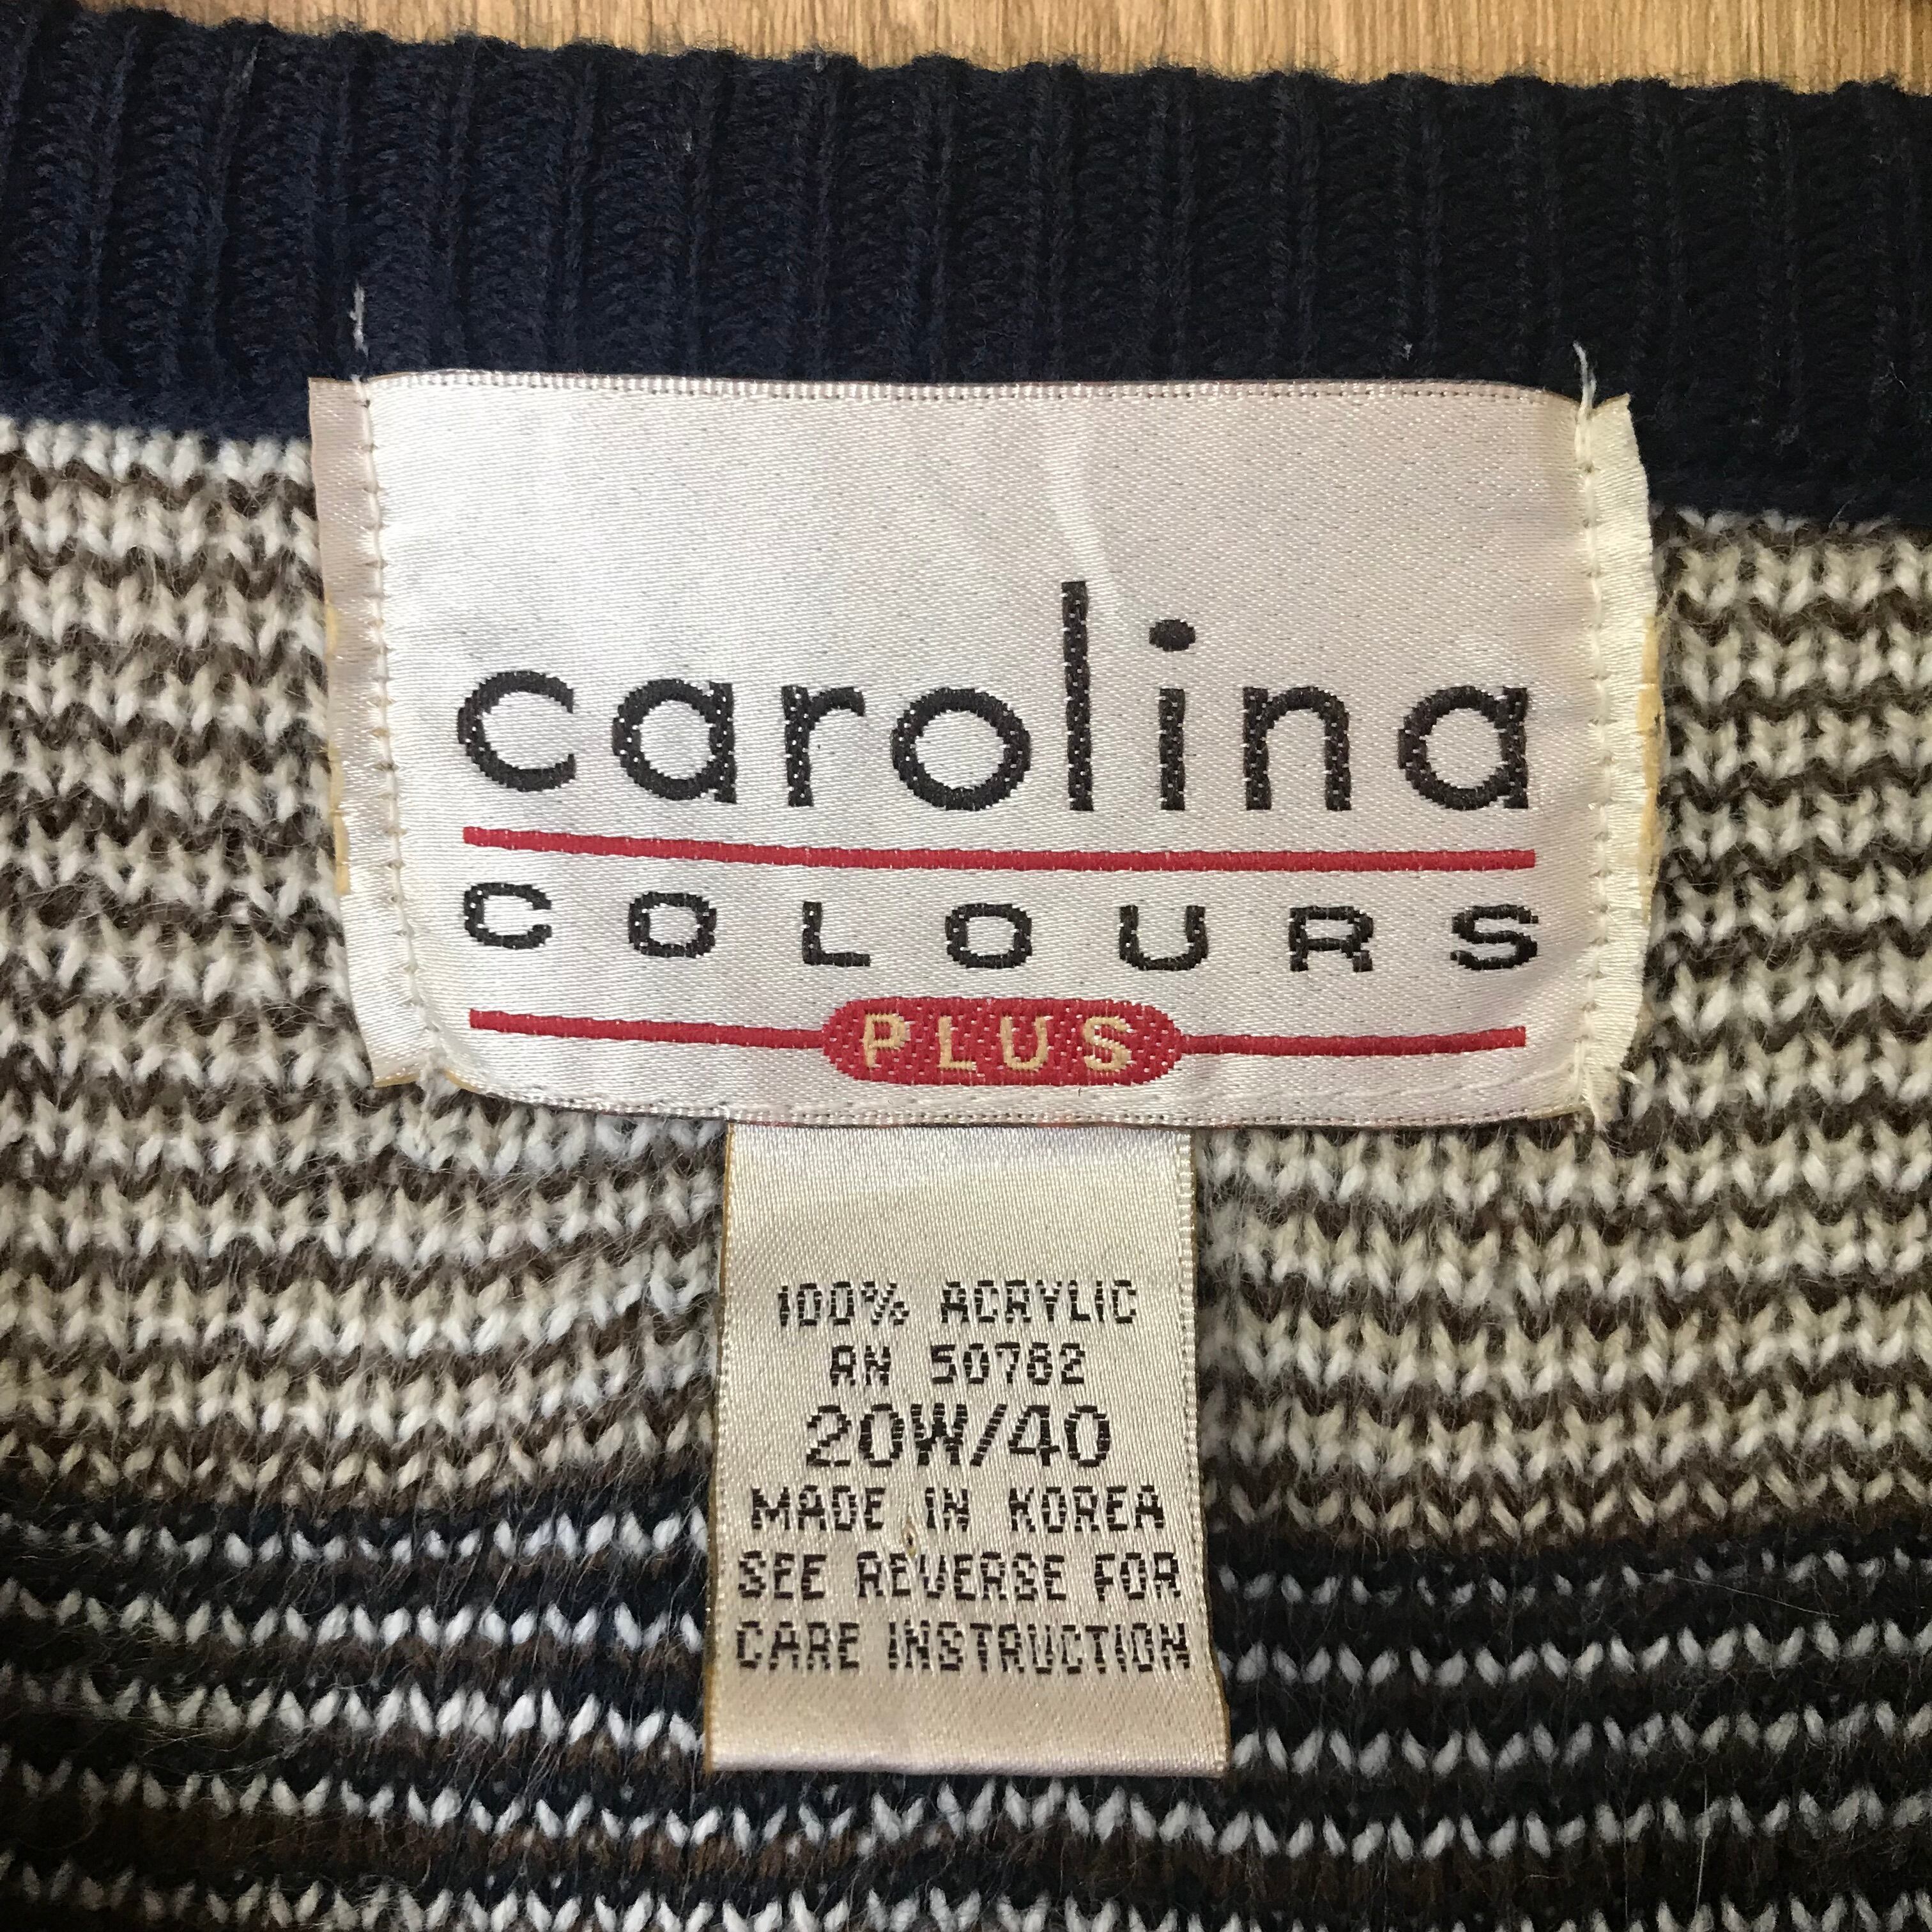 carolina
COLOURS
PLUS
100% ACRYLIC
RN 50782
20W/40
MADE IN KOREA
SEE REVERSE FOR
CARE INSTRUCTION